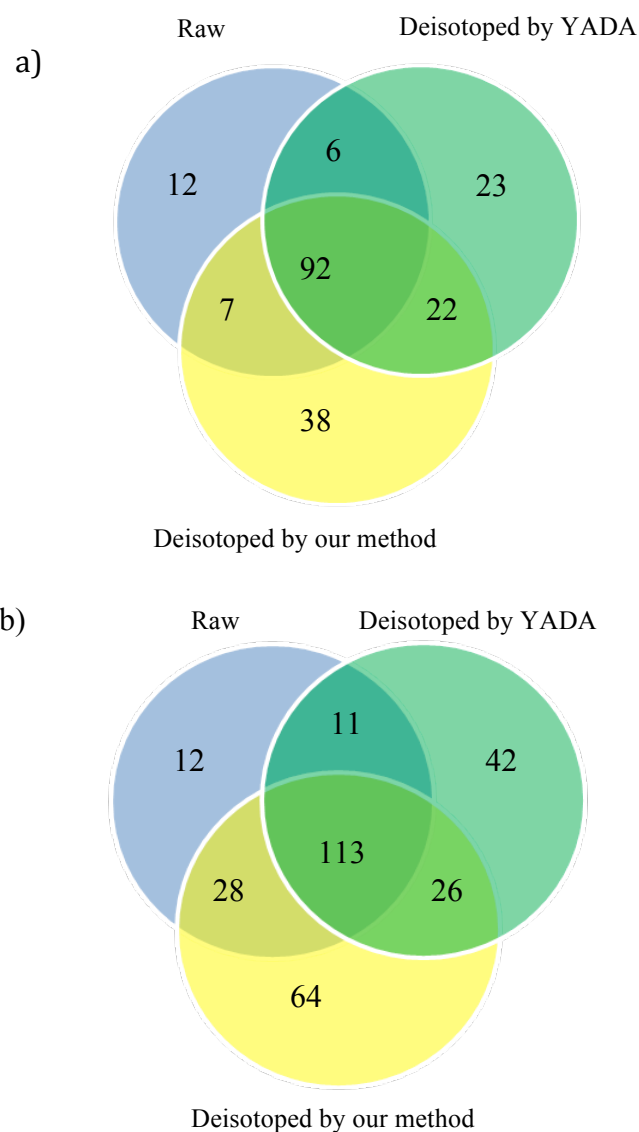 Raw
Deisotoped by YADA
a)
6
12
23
92
7
22
38
Deisotoped by our method
b)
Raw
Deisotoped by YADA
11
12
42
113
28
26
64
Deisotoped by our method